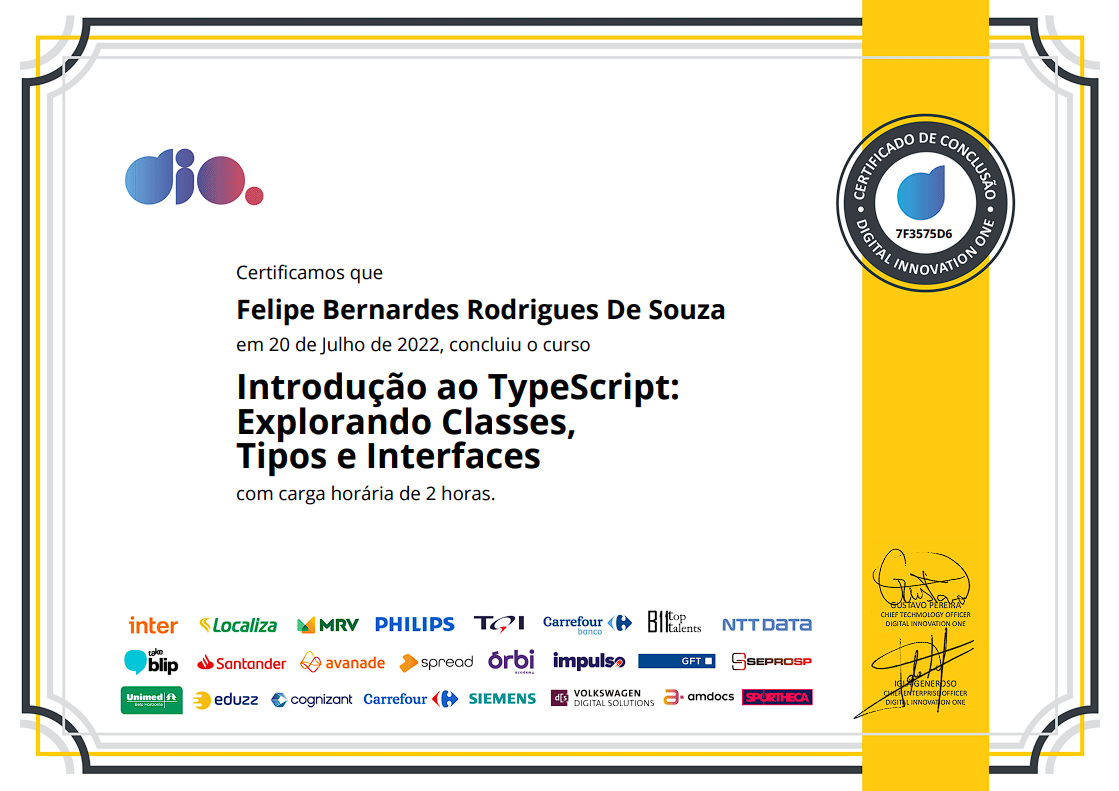 dio.
CERTIFICADO DE CONCLUSÃO
7F3575D6
DIGITAL INNOVATION ONE
Certificamos que
Felipe Bernardes Rodrigues De Souza
em 20 de Julho de 2022, concluiu o curso
Introdução ao TypeScript:
Explorando Classes,
Tipos e Interfaces
com carga horária de 2 horas.
GUSTAVO PEREIRA
CHIEF TECHNOLOGY OFFICER
DIGITAL INNOVATION ONE
inter Localiza MRV PHILIPS TQI Carrefour banco BIItop talents NTT DATA
take blip Santander avanade spread órbi academy impulso GFT SEPROSP
IGLÁ GENEROSO
CHIEF ENTERPRISE OFFICER
DIGITAL INNOVATION ONE
Unimed Belo Horizonte eduzz cognizant Carrefour SIEMENS d[s VOLKSWAGEN DIGITAL SOLUTIONS amdocs SPORTHECA